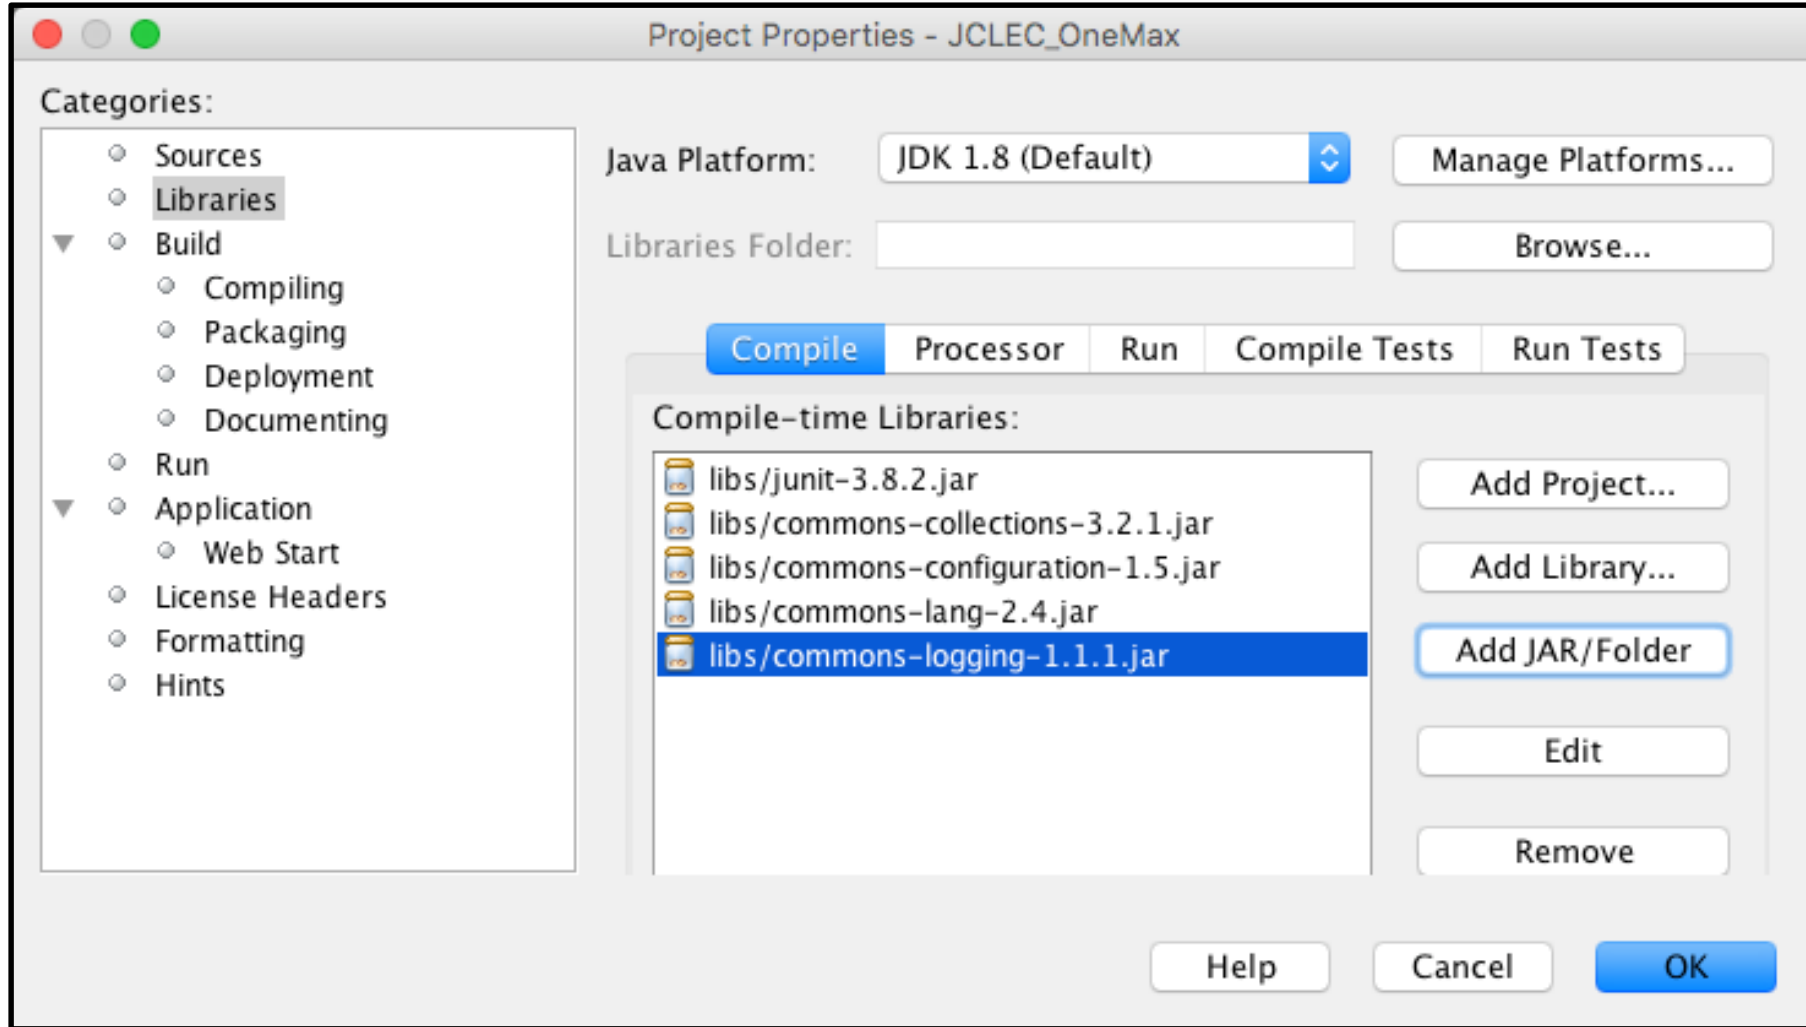 Project Properties - JCLEC_OneMax
Categories:
Sources
Libraries
Build
Compiling
Packaging
Deployment
Documenting
Run
Application
Web Start
License Headers
Formatting
Hints
Java Platform: JDK 1.8 (Default) Manage Platforms...
Libraries Folder: Browse...
Compile Processor Run Compile Tests Run Tests
Compile-time Libraries:
libs/junit-3.8.2.jar
libs/commons-collections-3.2.1.jar
libs/commons-configuration-1.5.jar
libs/commons-lang-2.4.jar
libs/commons-logging-1.1.1.jar
Add Project...
Add Library...
Add JAR/Folder
Edit
Remove
Help Cancel OK